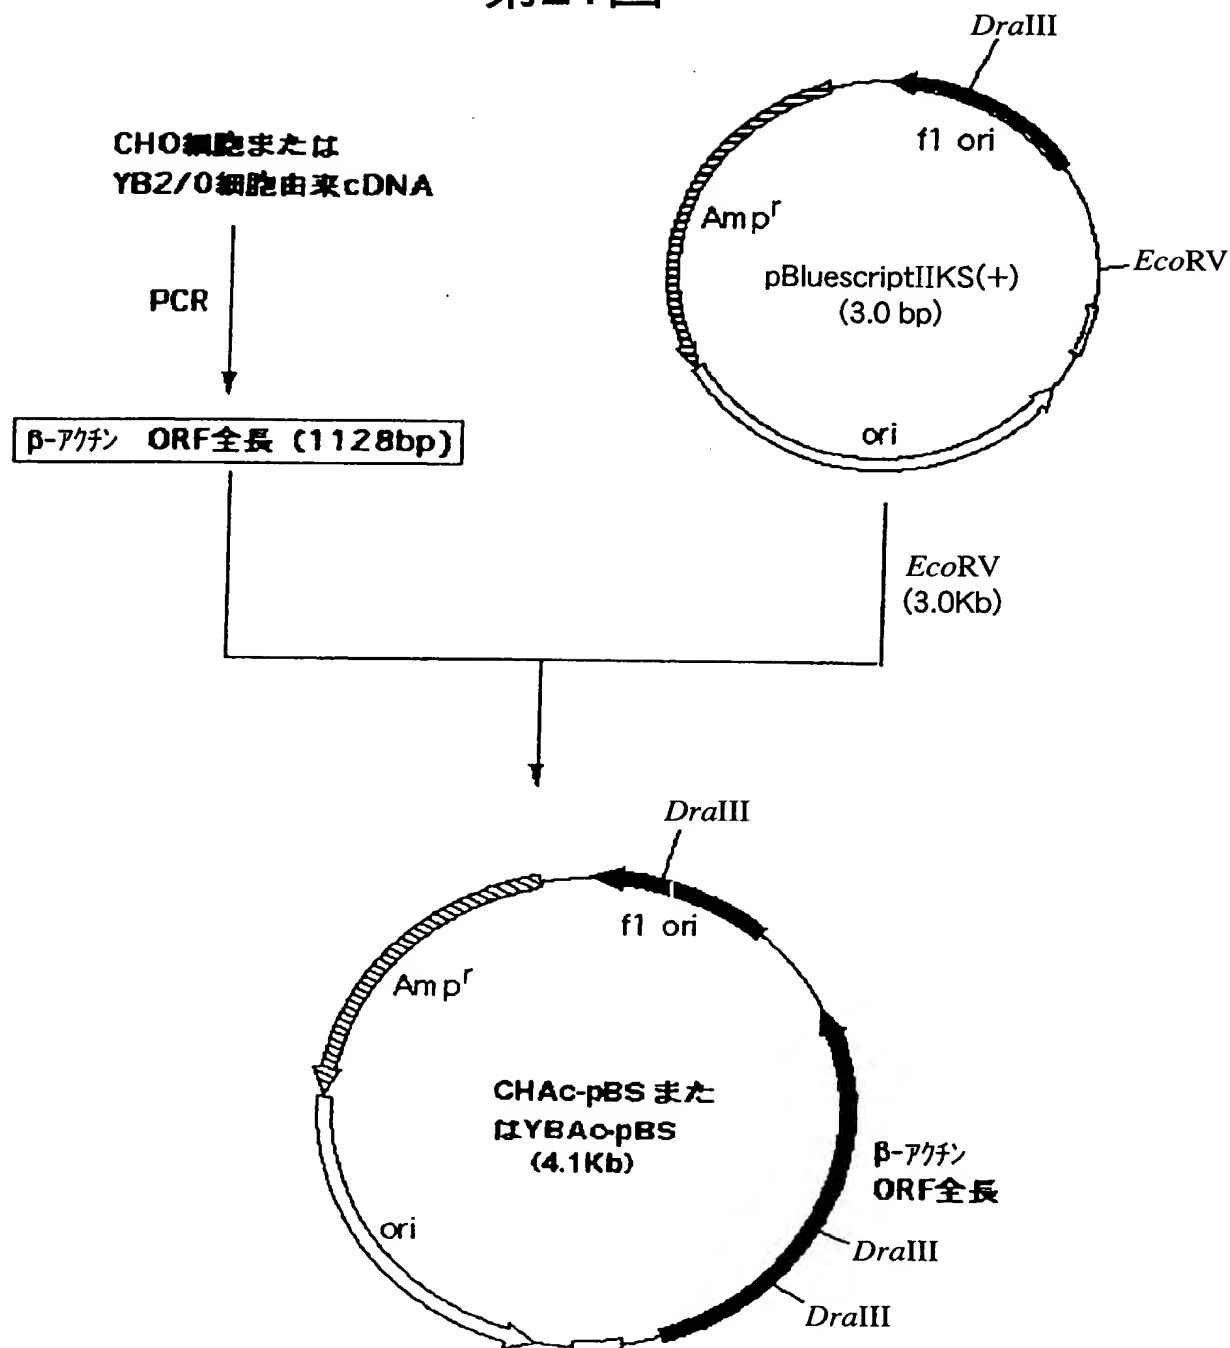 DraIII
CHO細胞または
YB2/0細胞由来cDNA
f1 ori
Ampr
EcoRV
pBluescriptIIKS(+)
(3.0 bp)
PCR
β-アクチン ORF全長 (1128bp)
ori
EcoRV
(3.0Kb)
DraIII
f1 ori
Ampr
CHAc-pBS また
はYBAc-pBS
(4.1Kb)
β-アクチン
ORF全長
ori
DraIII
DraIII